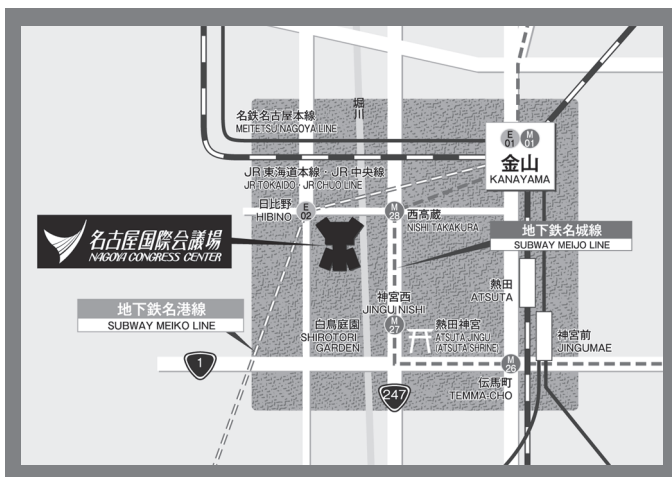 堀川
名鉄名古屋本線
MEITETSU NAGOYA LINE
E
01
M
01
金山
KANAYAMA
JR東海道本線・JR中央線
JR TOKAIDO・JR CHUO LINE
日比野
HIBINO
E
02
M
28
西高蔵
NISHI TAKAKURA
名古屋国際会議場
NAGOYA CONGRESS CENTER
地下鉄名城線
SUBWAY MEIJO LINE
地下鉄名港線
SUBWAY MEIKO LINE
神宮西
JINGU NISHI
M
27
熱田
ATSUTA
白鳥庭園
SHIROTORI
GARDEN
熱田神宮
ATSUTA JINGU
(ATSUTA SHRINE)
神宮前
JINGUMAE
1
M
26
伝馬町
TEMMA-CHO
247